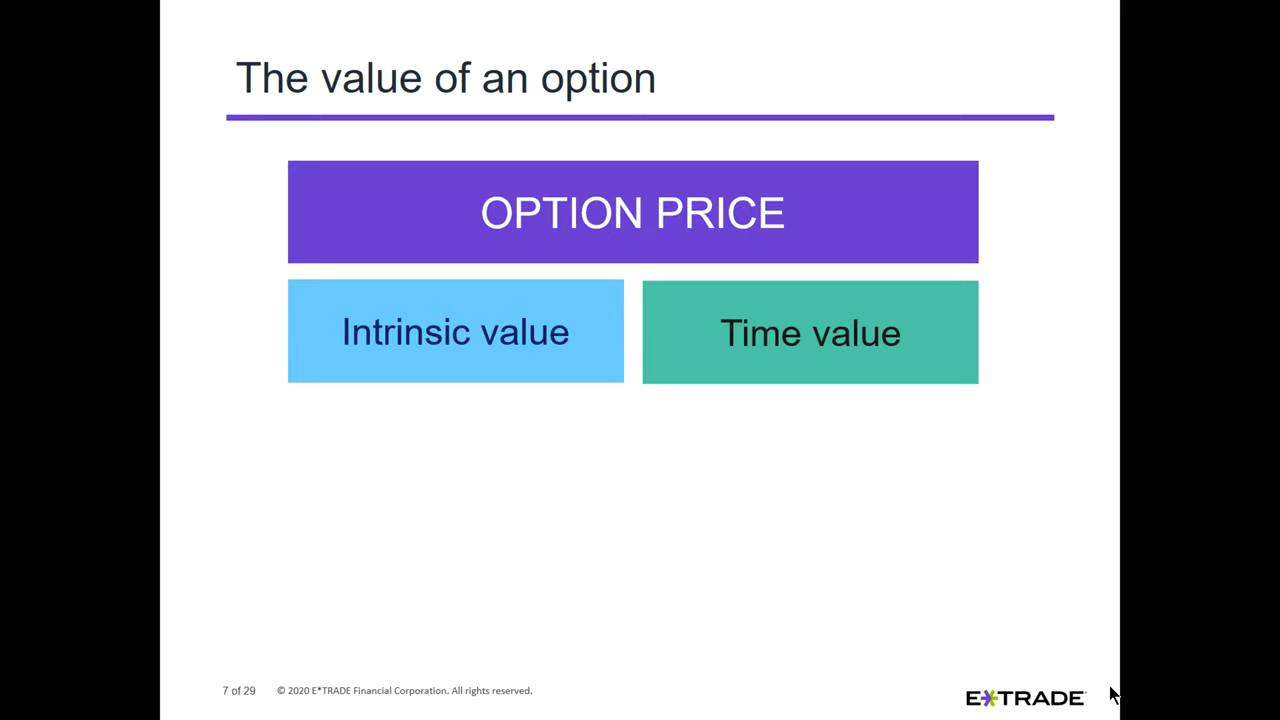 The value of an option
OPTION PRICE
Intrinsic value
Time value
7 of 29
© 2020 E*TRADE Financial Corporation. All rights reserved.
E*TRADE